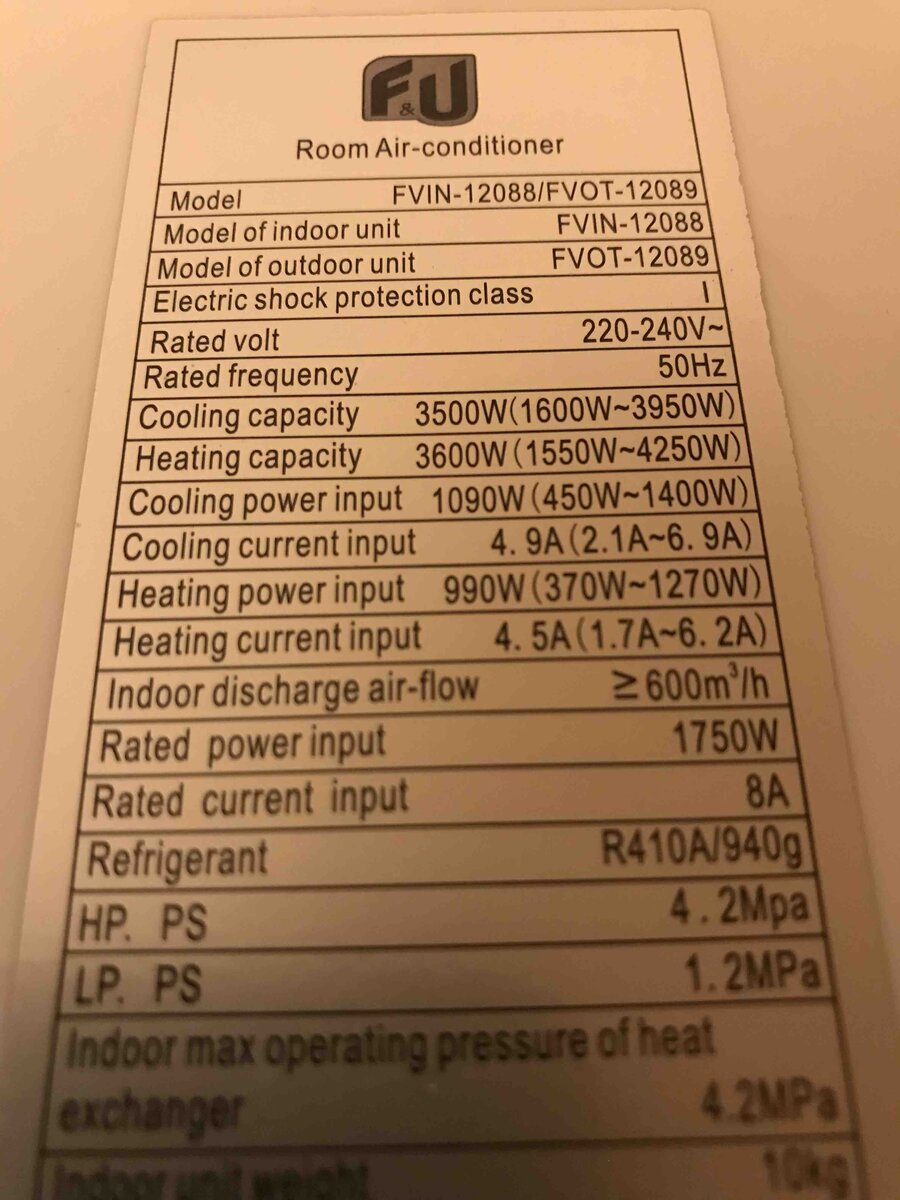 F&U
Room Air-conditioner
Model FVIN-12088/FVOT-12089
Model of indoor unit FVIN-12088
Model of outdoor unit FVOT-12089
Electric shock protection class I
Rated volt 220-240V~
Rated frequency 50Hz
Cooling capacity 3500W(1600W~3950W)
Heating capacity 3600W(1550W~4250W)
Cooling power input 1090W(450W~1400W)
Cooling current input 4.9A(2.1A~6.9A)
Heating power input 990W(370W~1270W)
Heating current input 4.5A(1.7A~6.2A)
Indoor discharge air-flow ≥600m³/h
Rated power input 1750W
Rated current input 8A
Refrigerant R410A/940g
HP. PS 4.2Mpa
LP. PS 1.2MPa
Indoor max operating pressure of heat
exchanger 4.2MPa
Indoor unit weight 10kg